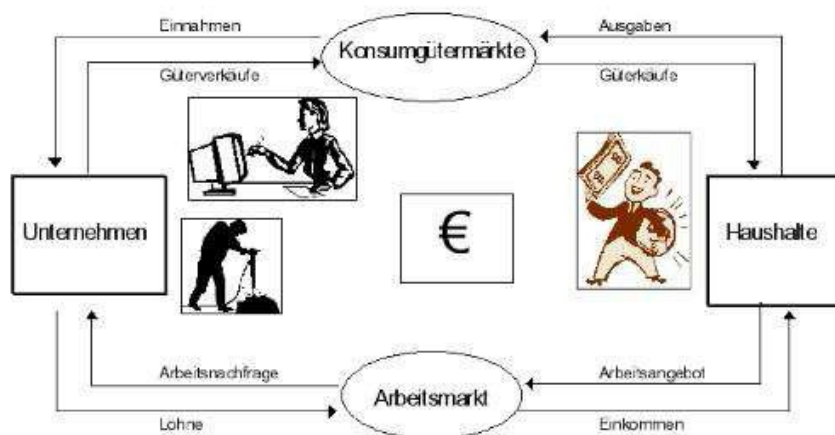 Einnahmen
Konsumgütermärkte
Ausgaben
Güterverkäufe
Güterkäufe
Unternehmen
€
Haushalte
Arbeitsnachfrage
Arbeitsangebot
Arbeitsmarkt
Löhne
Einkommen